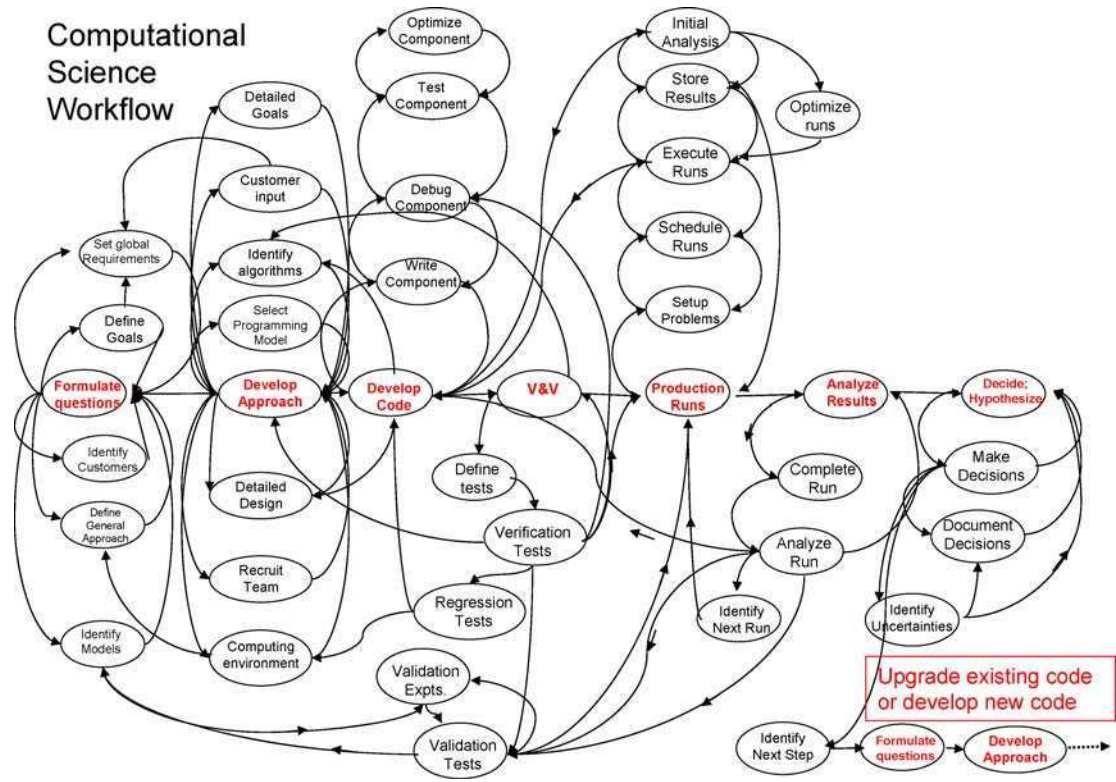 Computational
Science
Workflow
Optimize
Component
Test
Component
Debug
Component
Write
Component
Detailed
Goals
Customer
input
Identify
algorithms
Select
Programming
Model
Set global
Requirements
Define
Goals
Formulate
questions
Develop
Approach
Develop
Code
V&V
Production
Runs
Analyze
Results
Decide;
Hypothesize
Initial
Analysis
Store
Results
Optimize
runs
Execute
Runs
Schedule
Runs
Setup
Problems
Identify
Customers
Define
General
Approach
Identify
Models
Detailed
Design
Recruit
Team
Computing
environment
Define
tests
Verification
Tests
Regression
Tests
Validation
Expts.
Validation
Tests
Complete
Run
Analyze
Run
Identify
Next Run
Make
Decisions
Document
Decisions
Identify
Uncertainties
Upgrade existing code
or develop new code
Identify
Next Step
Formulate
questions
Develop
Approach